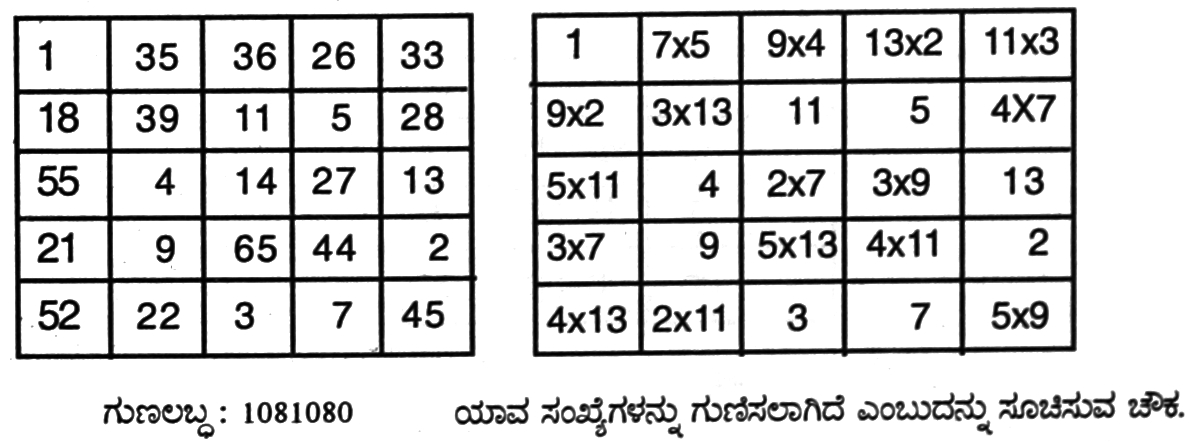 1 35 36 26 33
18 39 11 5 28
55 4 14 27 13
21 9 65 44 2
52 22 3 7 45
1 7x5 9x4 13x2 11x3
9x2 3x13 11 5 4X7
5x11 4 2x7 3x9 13
3x7 9 5x13 4x11 2
4x13 2x11 3 7 5x9
ಗುಣಲಬ್ಧ : 1081080
ಯಾವ ಸಂಖ್ಯೆಗಳನ್ನು ಗುಣಿಸಲಾಗಿದೆ ಎಂಬುದನ್ನು ಸೂಚಿಸುವ ಚೌಕ.